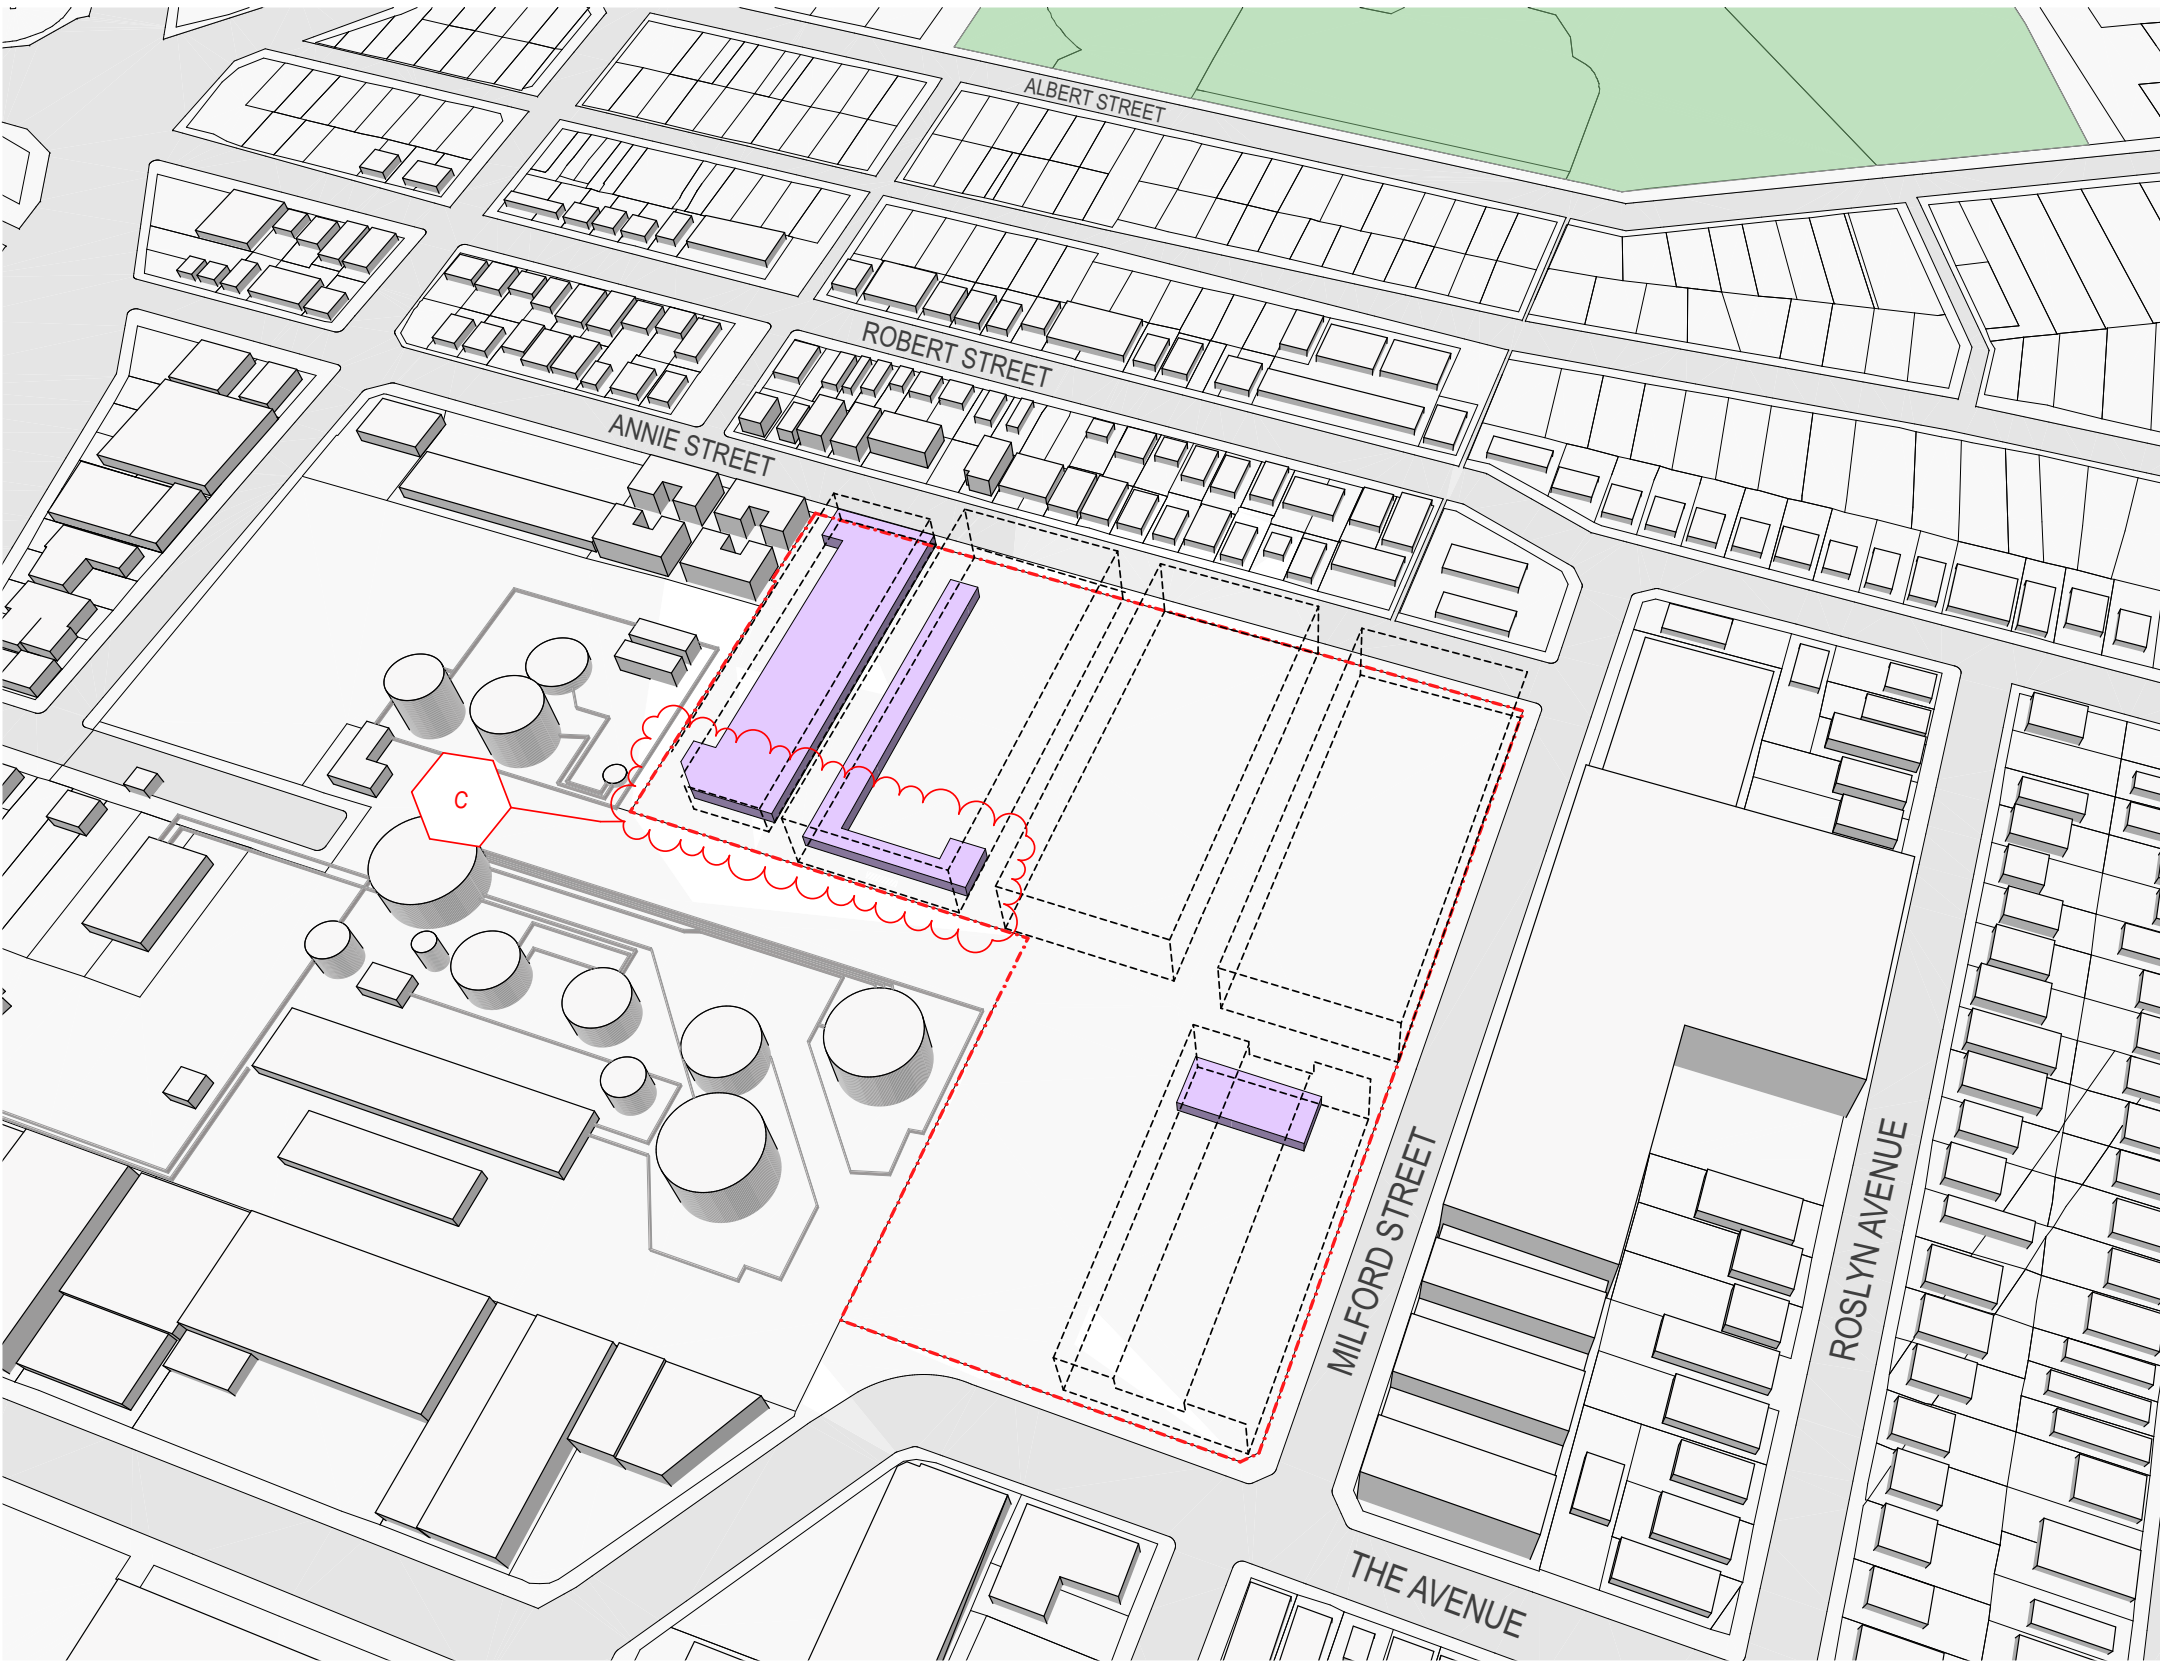 ALBERT STREET
ROBERT STREET
ANNIE STREET
C
MILFORD STREET
ROSLYN AVENUE
THE AVENUE